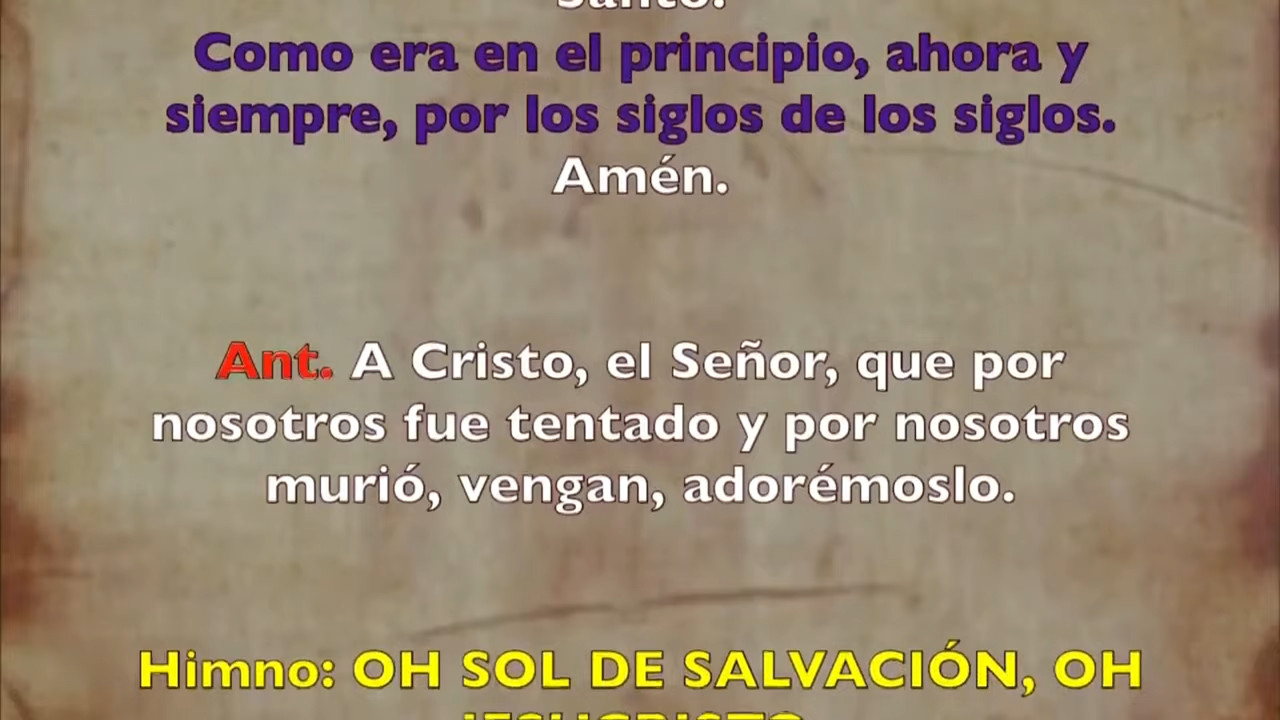 Santo.
Como era en el principio, ahora y
siempre, por los siglos de los siglos.
Amén.
Ant. A Cristo, el Señor, que por
nosotros fue tentado y por nosotros
murió, vengan, adorémoslo.
Himno: OH SOL DE SALVACIÓN, OH
JESUCRISTO